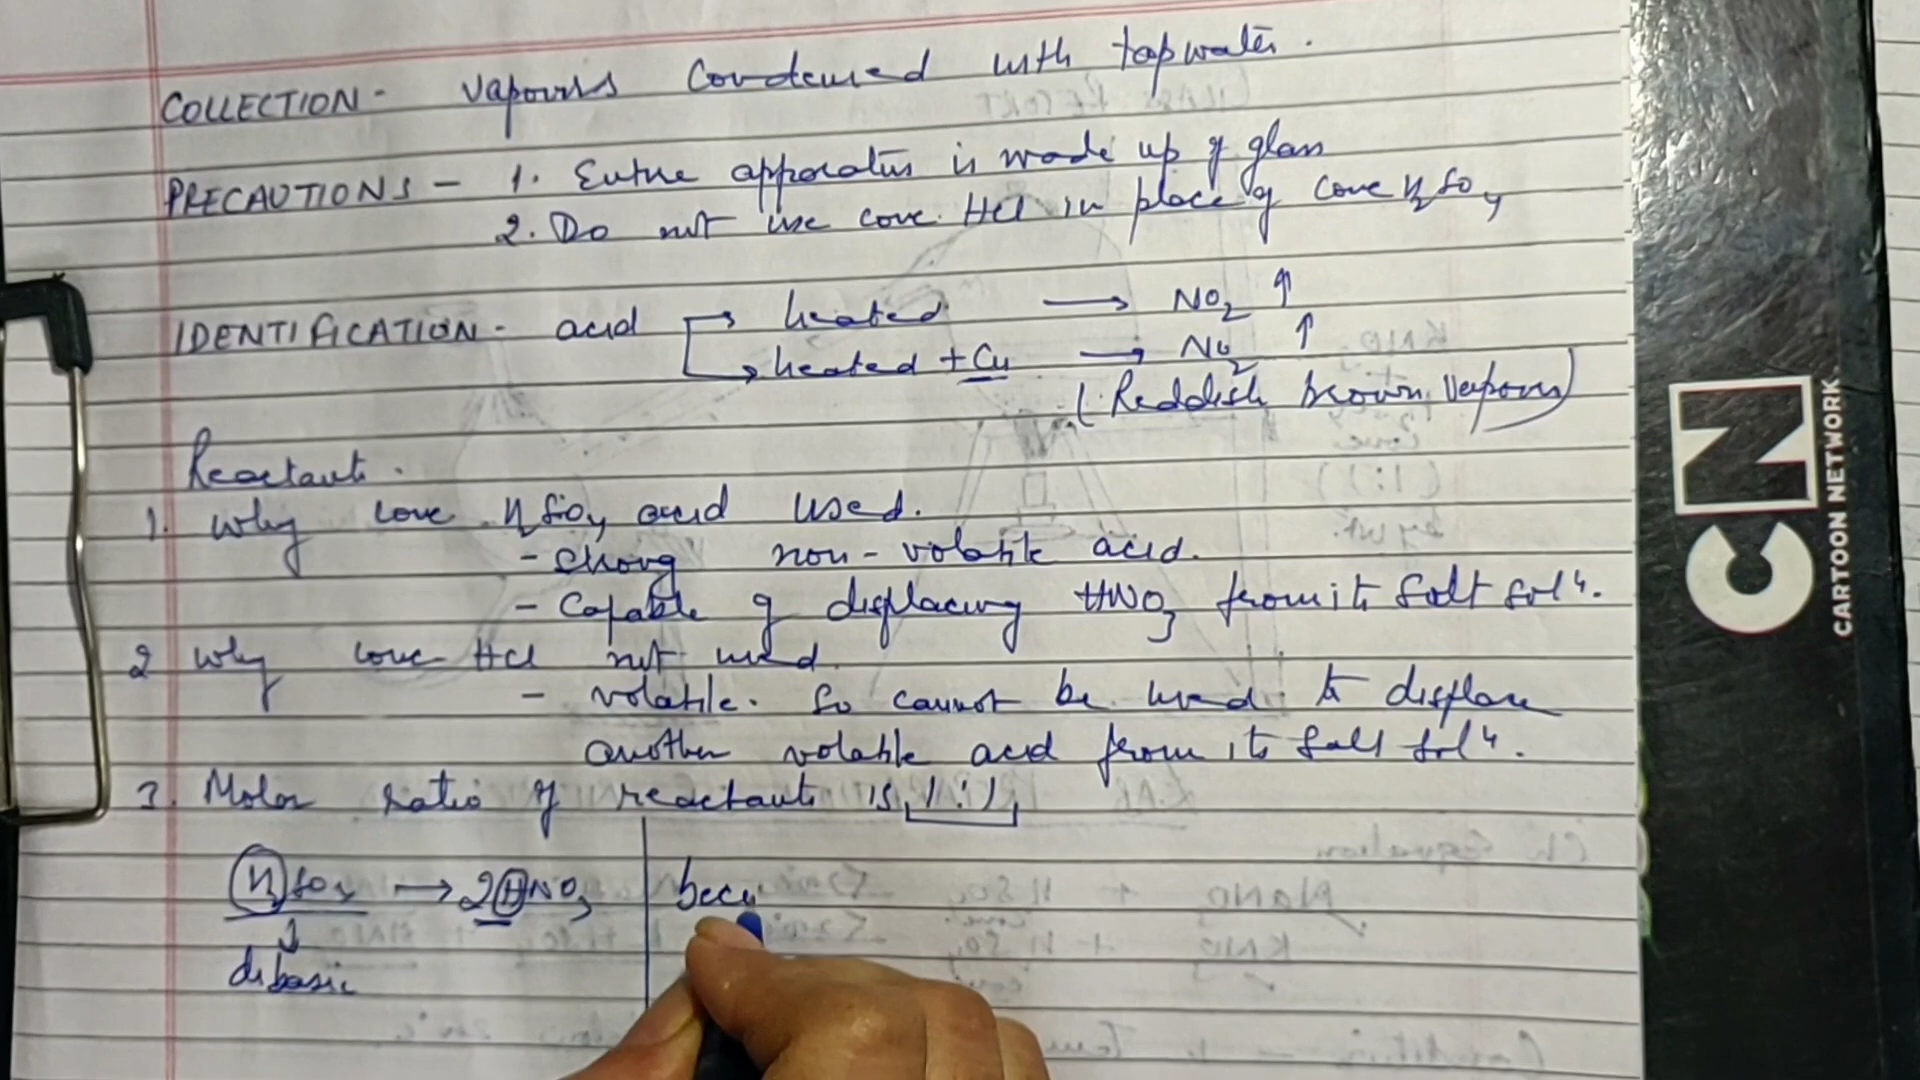 COLLECTION - vapours condensed with tapwater.
PRECAUTIONS - 1. Entire apparatus is made up of glass
2. Do not use conc. HCl in place of conc H2SO4
IDENTIFICATION - acid → heated → NO2 ↑
→ heated + Cu → NO2 ↑
(Reddish brown vapours)
Reactants.
1. Why conc H2SO4 acid used.
- Strong non-volatile acid.
- Capable of displacing HNO3 from its salt solⁿ.
2 Why conc HCl not used.
- volatile. So cannot be used to displace
another volatile acid from its salt solⁿ.
3. Molar ratio of reactants is 1:1,
H2SO4 → 2HNO3 becu
↓
dibasic
CN
CARTOON NETWORK.